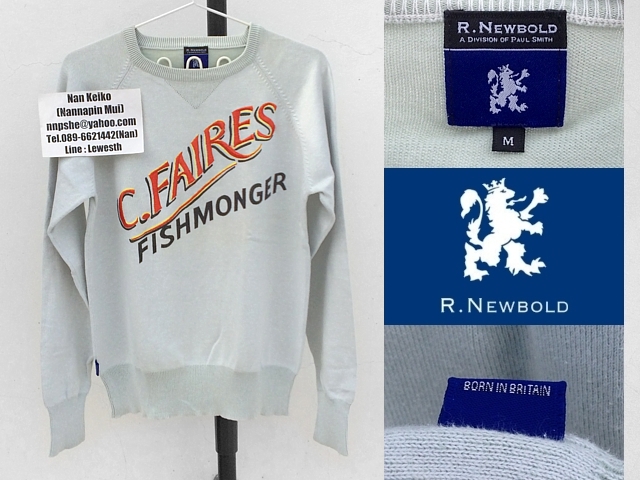 R. NEWBOLD
Nan Keiko
(Nannapin Mui)
nnpshe@yahoo.com
Tel.089-6621442(Nan)
Line : Lewesth
C. FAIRES
FISHMONGER
R. NEWBOLD
A DIVISION OF PAUL SMITH
M
R. NEWBOLD
BORN IN BRITAIN